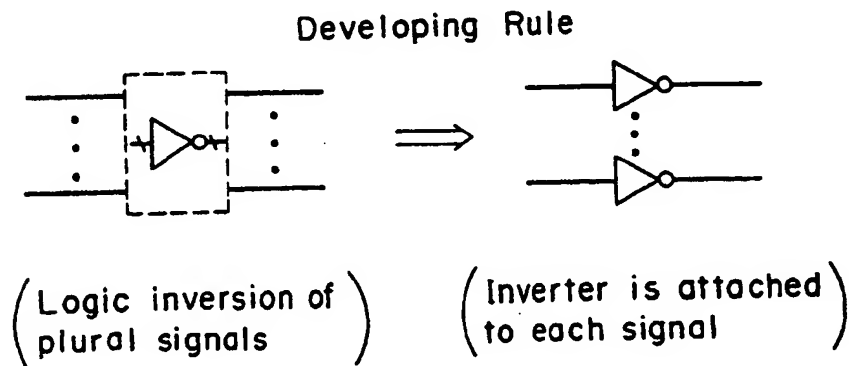 Developing Rule
(Logic inversion of
plural signals)
(Inverter is attached
to each signal)